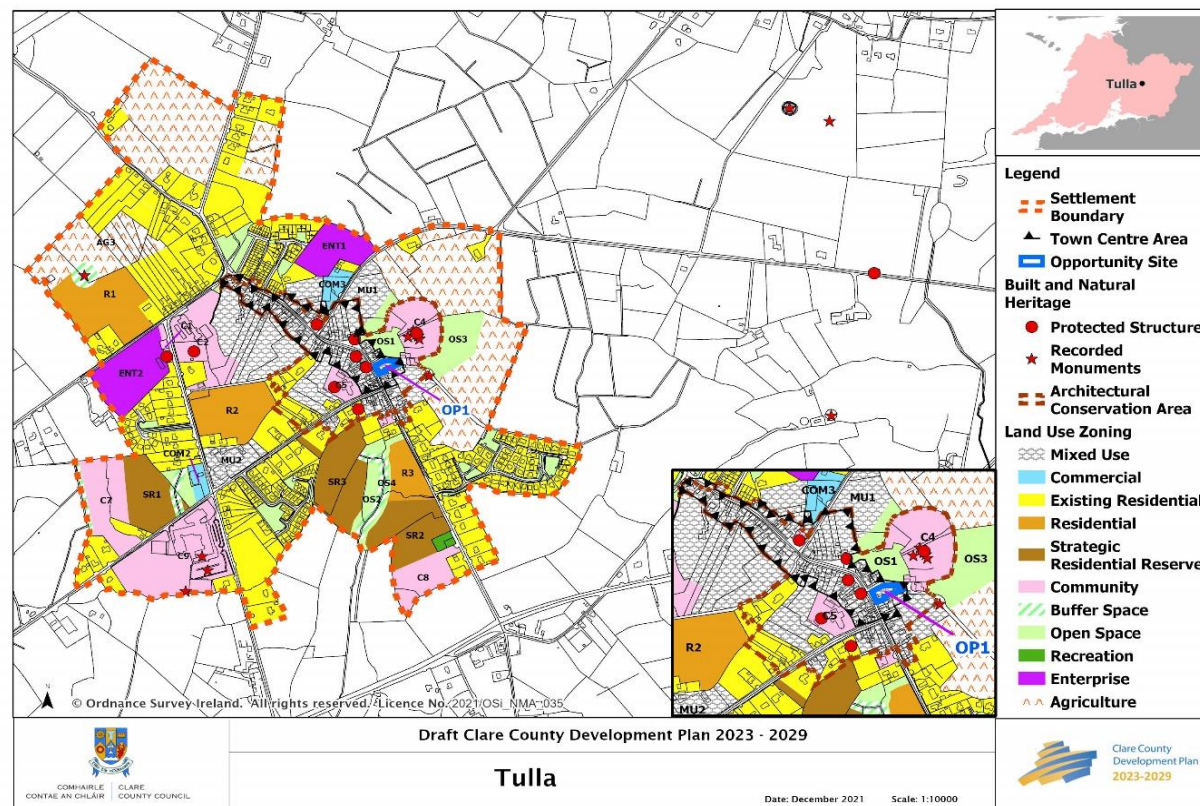 AG3
R1
ENT1
COM3
MU1
C4
OS1
OS3
C1
C2
ENT2
C5
OP1
R2
COM2
MU2
R3
SR3
OS4
OS2
SR1
C7
SR2
C9
C8
N
© Ordnance Survey Ireland. All rights reserved. Licence No. 2021/OSi_NMA_035
COM3
MU1
C4
OS1
OS3
C5
R2
OP1
MU2
Tulla
Legend
Settlement
Boundary
Town Centre Area
Opportunity Site
Built and Natural
Heritage
Protected Structure
Recorded
Monuments
Architectural
Conservation Area
Land Use Zoning
Mixed Use
Commercial
Existing Residential
Residential
Strategic
Residential Reserve
Community
Buffer Space
Open Space
Recreation
Enterprise
Agriculture
COMHAIRLE
CONTAE AN CHLÁIR
CLARE
COUNTY COUNCIL
Draft Clare County Development Plan 2023 - 2029
Tulla
Date: December 2021 Scale: 1:10000
Clare County
Development Plan
2023-2029